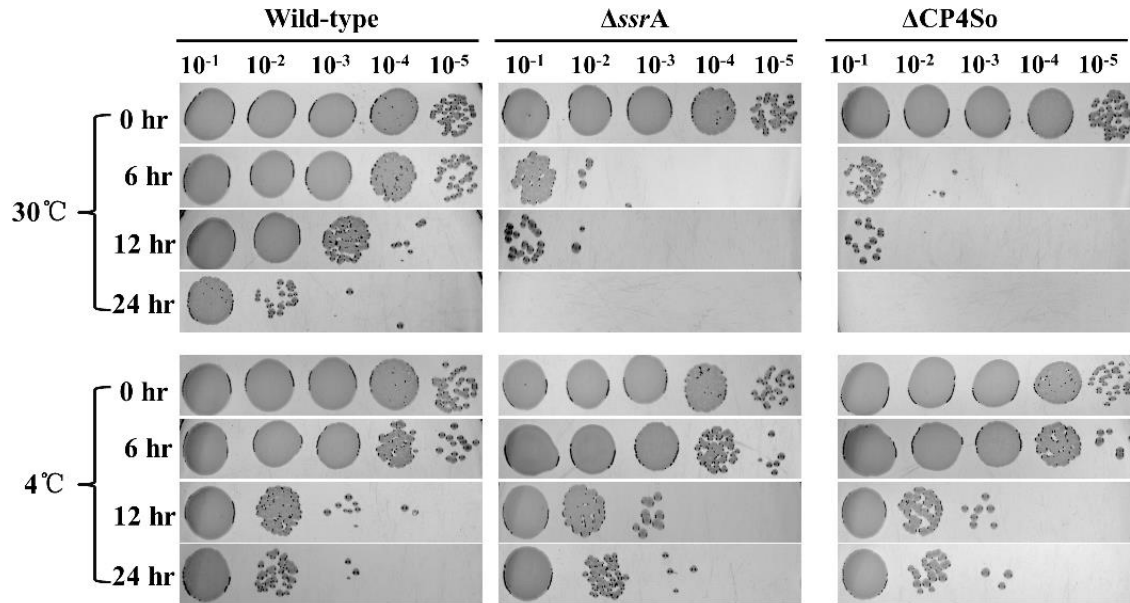 Wild-type ΔssrA ΔCP4So
10⁻¹ 10⁻² 10⁻³ 10⁻⁴ 10⁻⁵ 10⁻¹ 10⁻² 10⁻³ 10⁻⁴ 10⁻⁵ 10⁻¹ 10⁻² 10⁻³ 10⁻⁴ 10⁻⁵
0 hr
6 hr
30℃
12 hr
24 hr
0 hr
6 hr
4℃
12 hr
24 hr